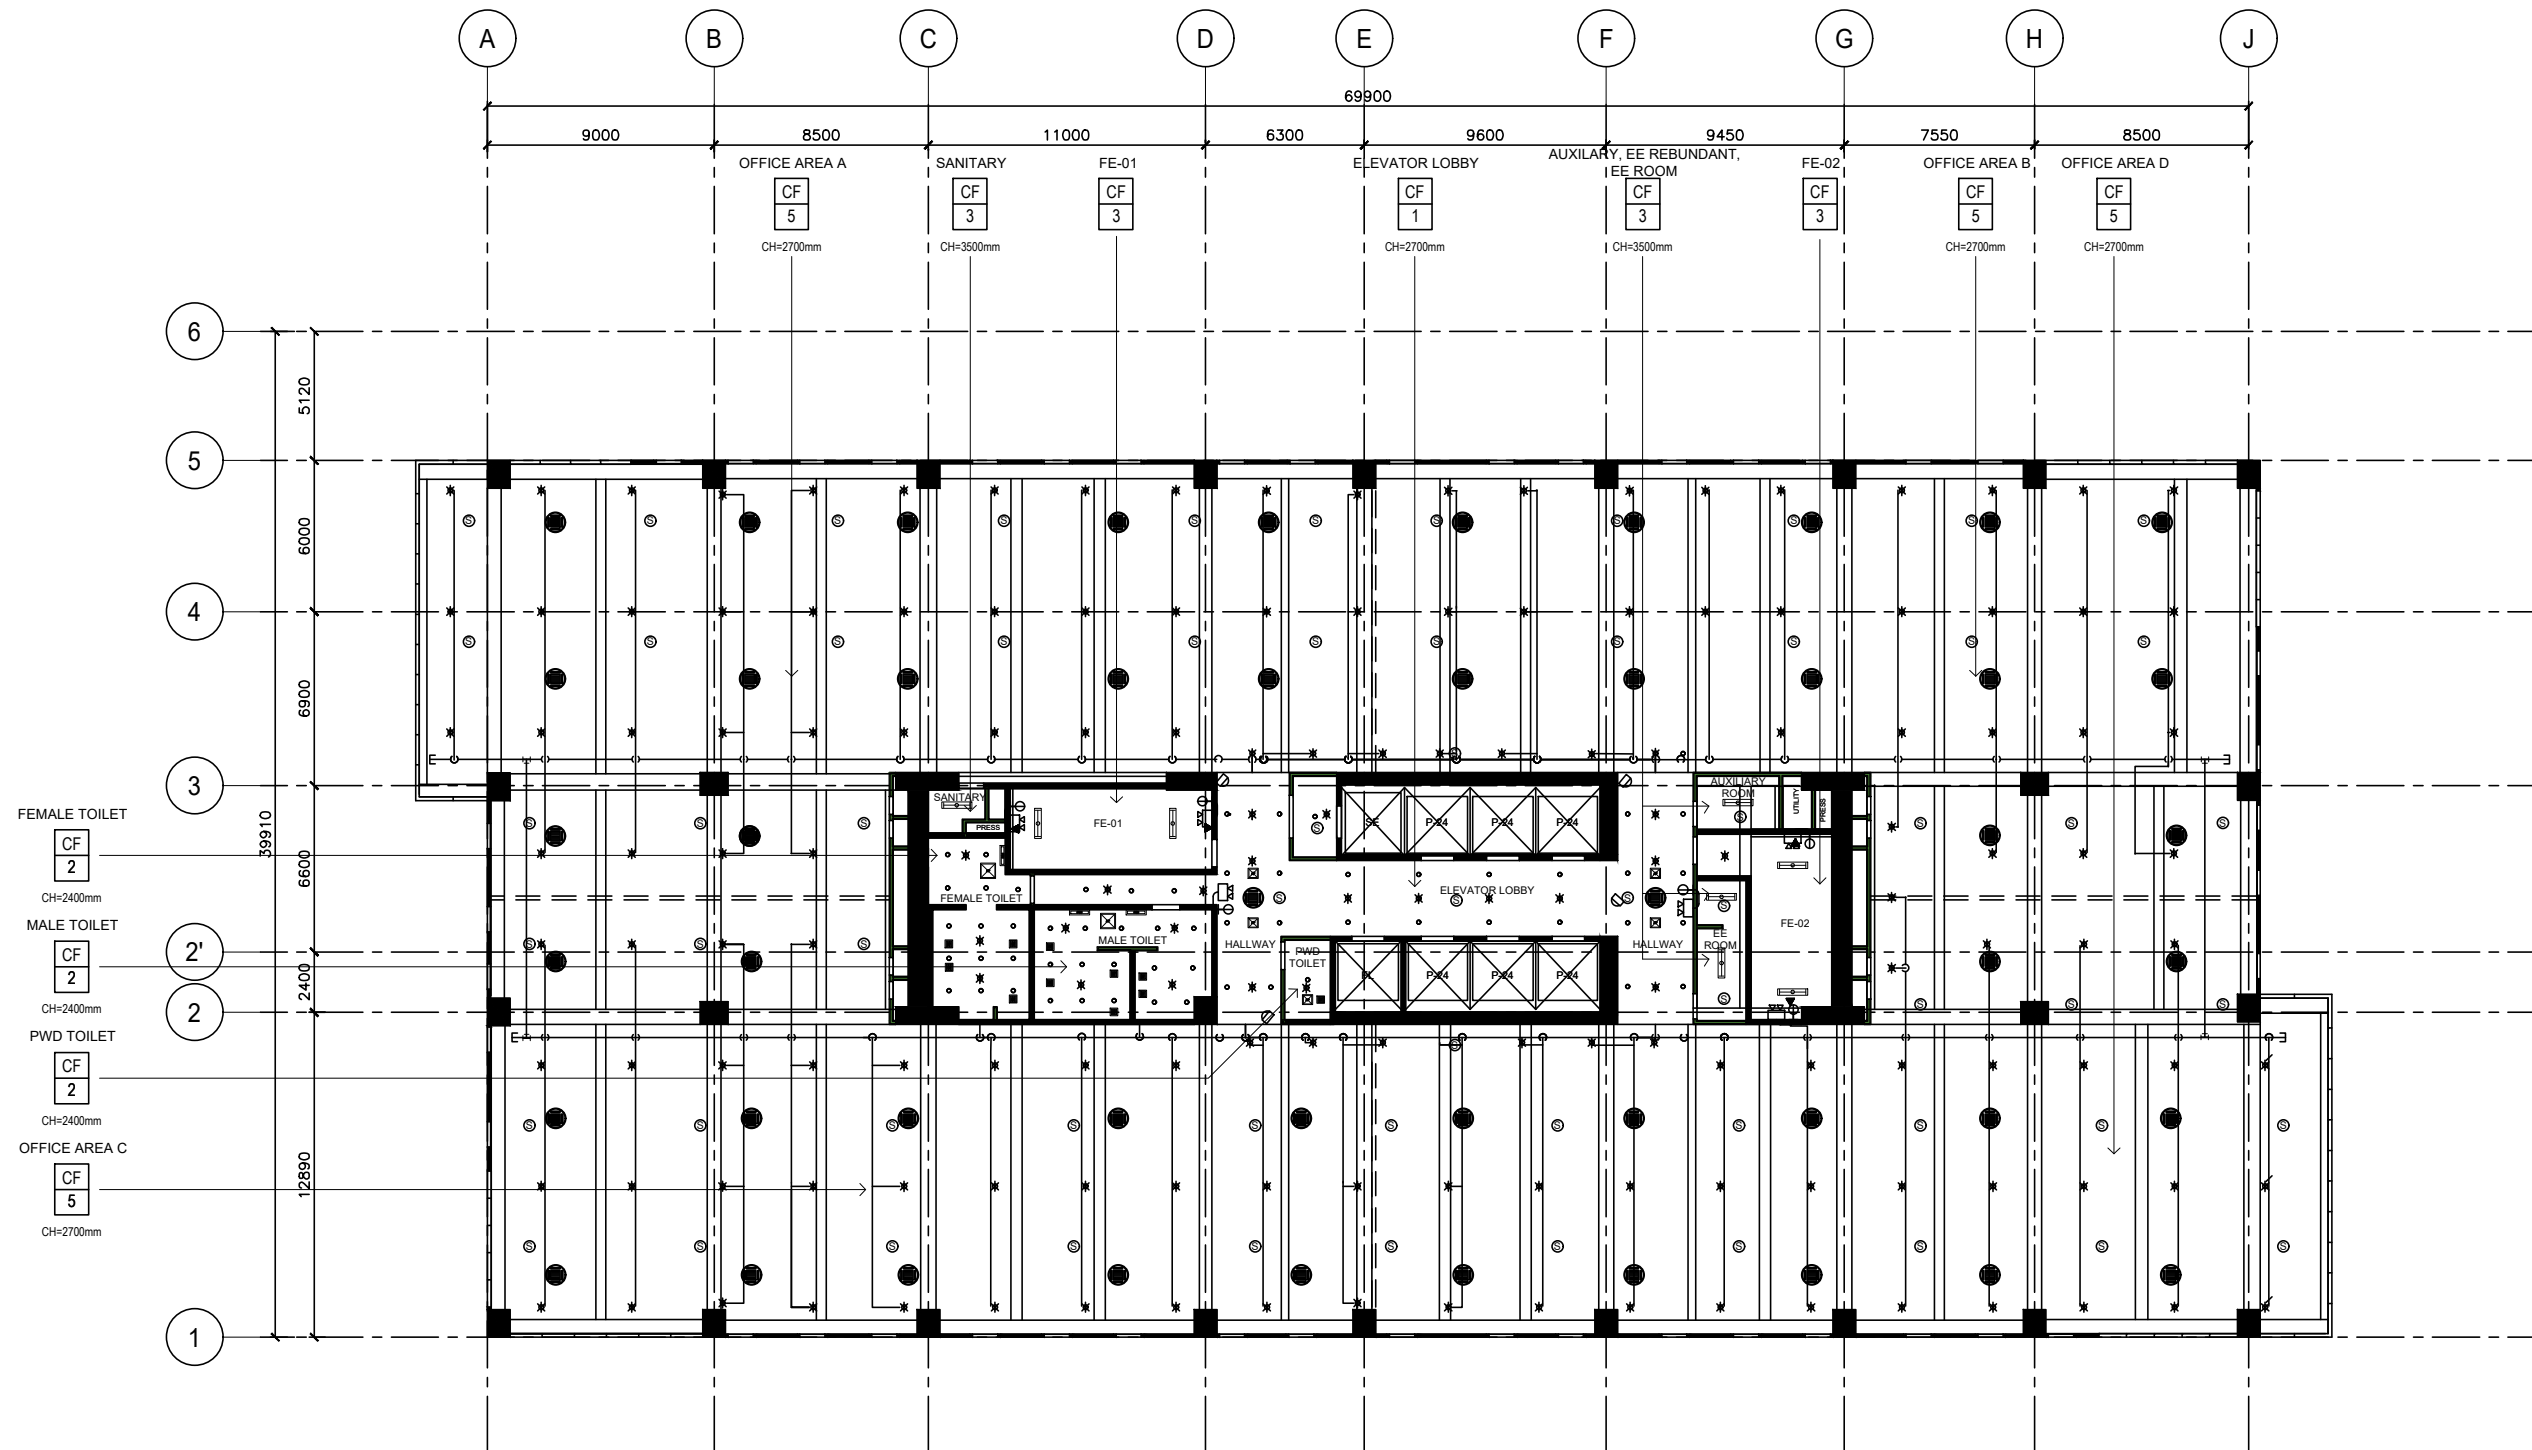 A B C D E F G H J
69900
9000 8500 11000 6300 9600 9450 7550 8500
OFFICE AREA A
CF
5
CH=2700mm
SANITARY
CF
3
CH=3500mm
FE-01
CF
3
ELEVATOR LOBBY
CF
1
CH=2700mm
AUXILARY, EE REBUNDANT,
EE ROOM
CF
3
CH=3500mm
FE-02
CF
3
OFFICE AREA B
CF
5
CH=2700mm
OFFICE AREA D
CF
5
CH=2700mm
6
5
4
3
2'
2
1
5120
6000
6900
6600
2400
12890
39910
FEMALE TOILET
CF
2
CH=2400mm
MALE TOILET
CF
2
CH=2400mm
PWD TOILET
CF
2
CH=2400mm
OFFICE AREA C
CF
5
CH=2700mm
SANITARY
PRESS
FE-01
SE
P-24
P-24
P-24
AUXILIARY
ROOM
UTILITY
PRESS
FEMALE TOILET
ELEVATOR LOBBY
MALE TOILET
HALLWAY
PWD
TOILET
P-24
P-24
P-24
HALLWAY
EE
ROOM
FE-02